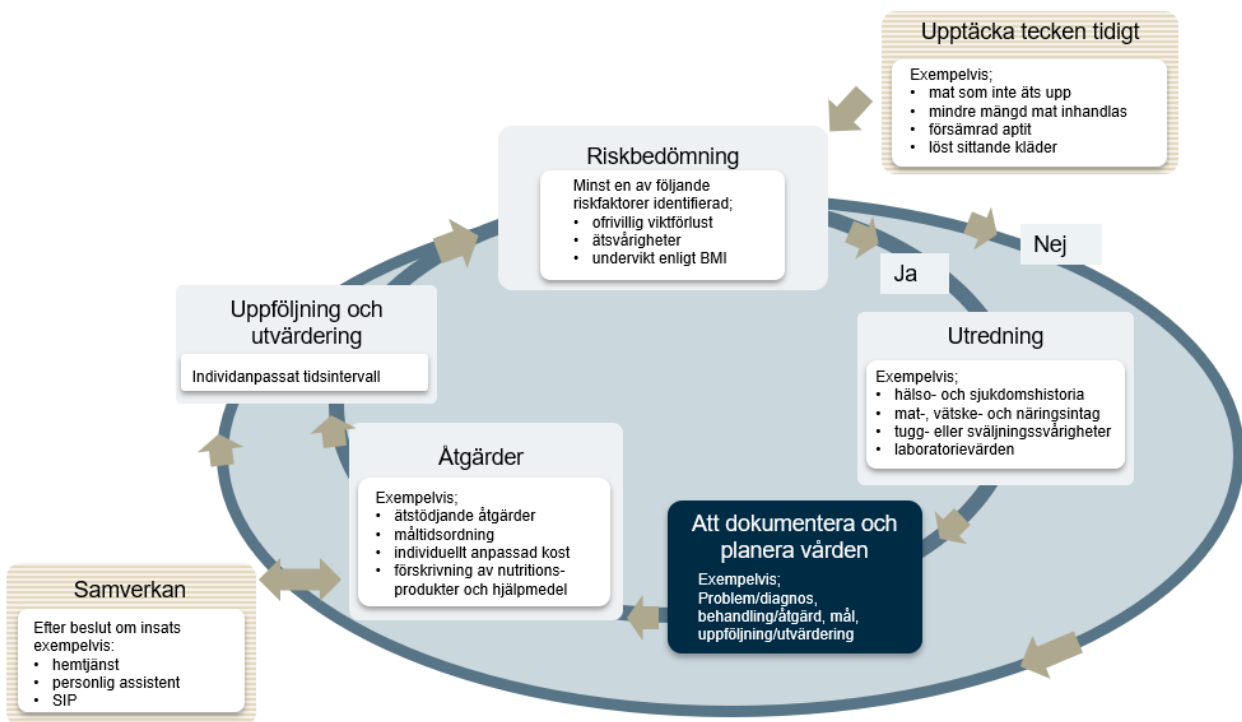 Upptäcka tecken tidigt
Exempelvis;
• mat som inte äts upp
• mindre mängd mat inhandlas
• försämrad aptit
• löst sittande kläder
Riskbedömning
Minst en av följande
riskfaktorer identifierad;
• ofrivillig viktförlust
• ätsvårigheter
• undervikt enligt BMI
Nej
Ja
Utredning
Exempelvis;
• hälso- och sjukdomshistoria
• mat-, vätske- och näringsintag
• tugg- eller sväljningssvårigheter
• laboratorievärden
Att dokumentera och
planera vården
Exempelvis;
Problem/diagnos,
behandling/åtgärd, mål,
uppföljning/utvärdering
Åtgärder
Exempelvis;
• ätstödjande åtgärder
• måltidsordning
• individuellt anpassad kost
• förskrivning av nutritions-
produkter och hjälpmedel
Uppföljning och
utvärdering
Individanpassat tidsintervall
Samverkan
Efter beslut om insats
exempelvis:
• hemtjänst
• personlig assistent
• SIP